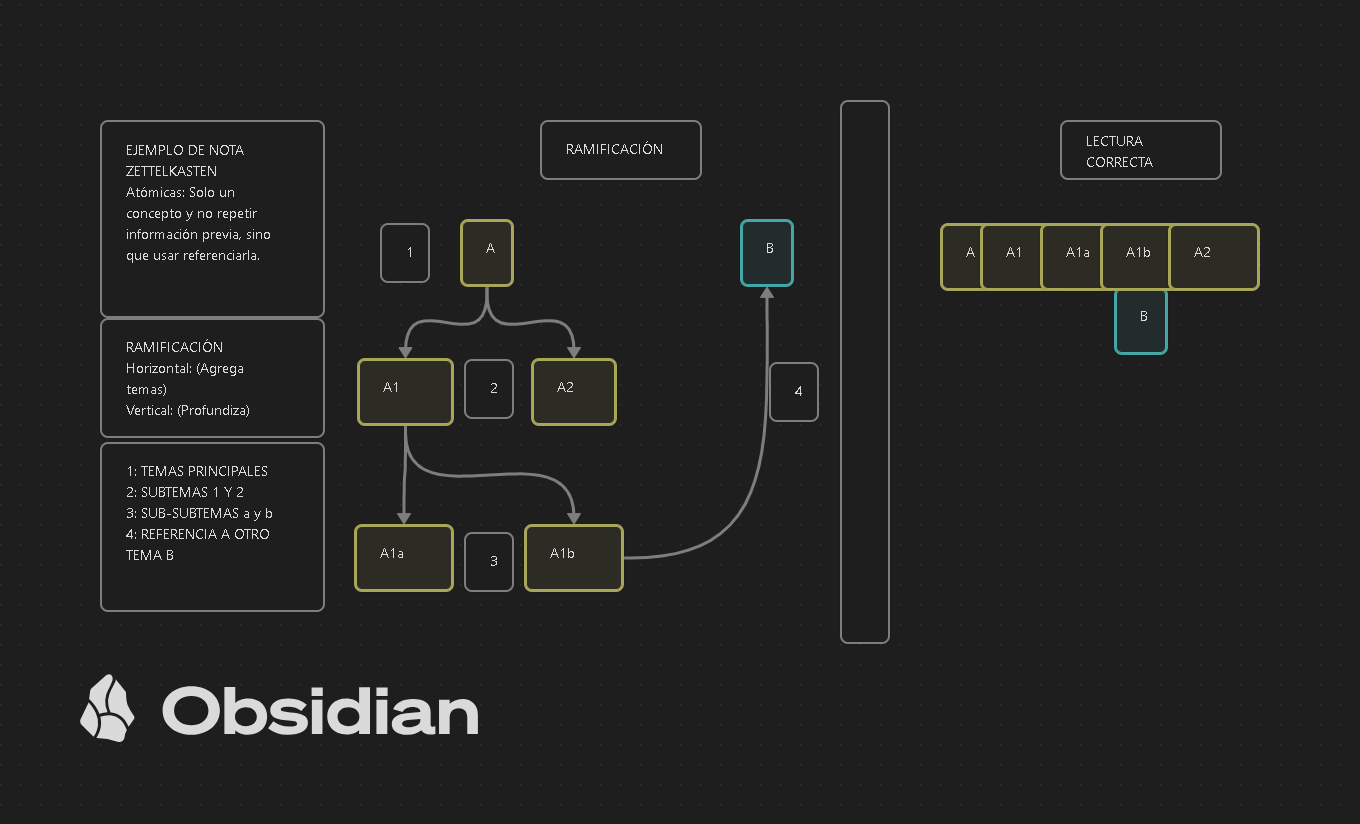 EJEMPLO DE NOTA
ZETTELKASTEN
Atómicas: Solo un
concepto y no repetir
información previa, sino
que usar referenciarla.
RAMIFICACIÓN
Horizontal: (Agrega
temas)
Vertical: (Profundiza)
1: TEMAS PRINCIPALES
2: SUBTEMAS 1 Y 2
3: SUB-SUBTEMAS a y b
4: REFERENCIA A OTRO
TEMA B
RAMIFICACIÓN
1
A
B
A1
2
A2
4
A1a
3
A1b
LECTURA
CORRECTA
A
A1
A1a
A1b
A2
B
Obsidian